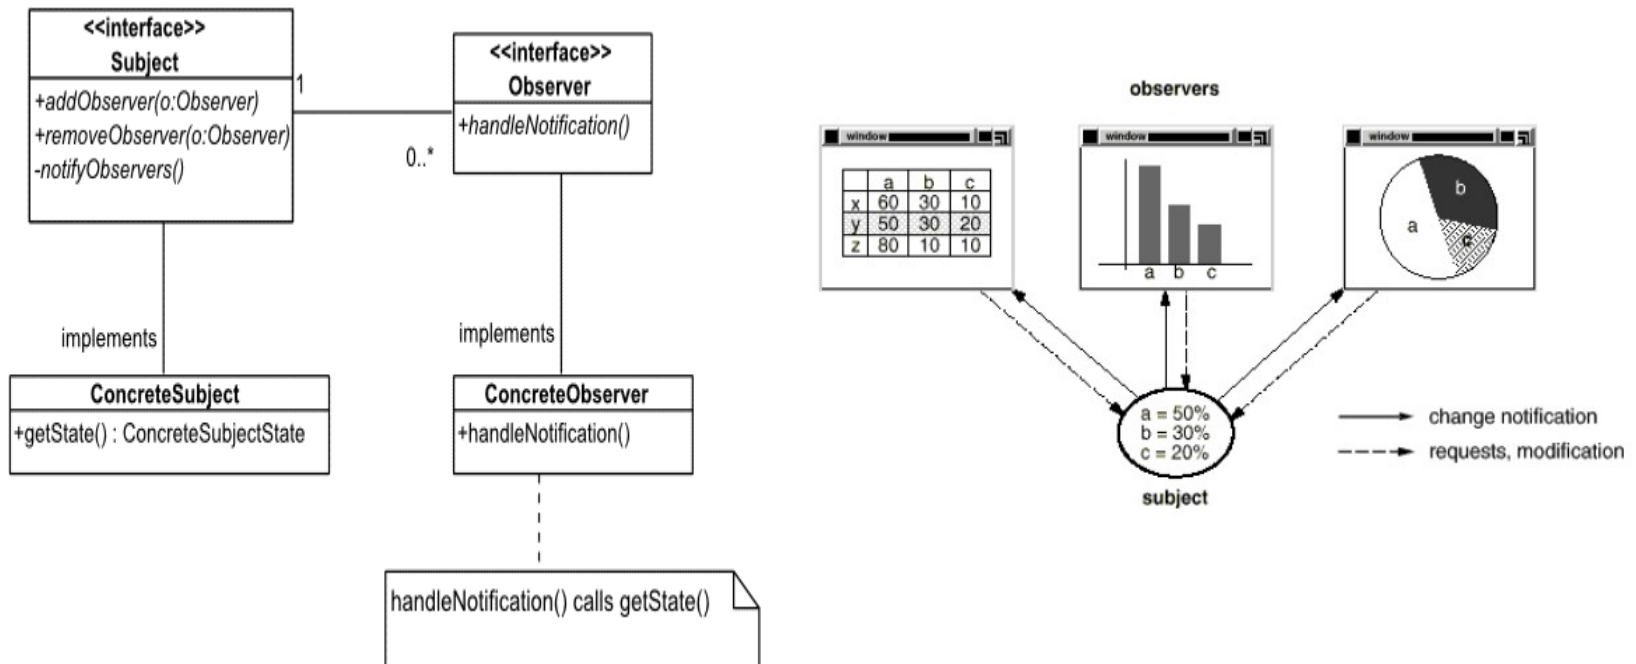 <<interface>>
Subject
+addObserver(o:Observer)
+removeObserver(o:Observer)
-notifyObservers()
1
0..*
<<interface>>
Observer
+handleNotification()
implements
implements
ConcreteSubject
+getState() : ConcreteSubjectState
ConcreteObserver
+handleNotification()
handleNotification() calls getState()
observers
window
a b c
x 60 30 10
y 50 30 20
z 80 10 10
window
a b c
window
a
b
c
a = 50%
b = 30%
c = 20%
subject
change notification
requests, modification